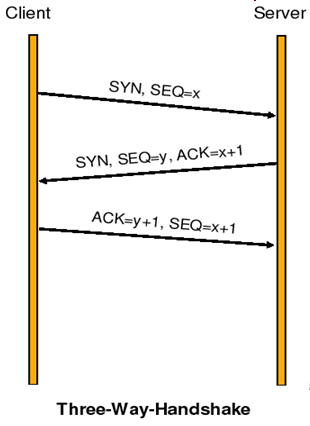 Client
Server
SYN, SEQ=x
SYN, SEQ=y, ACK=x+1
ACK=y+1, SEQ=x+1
Three-Way-Handshake